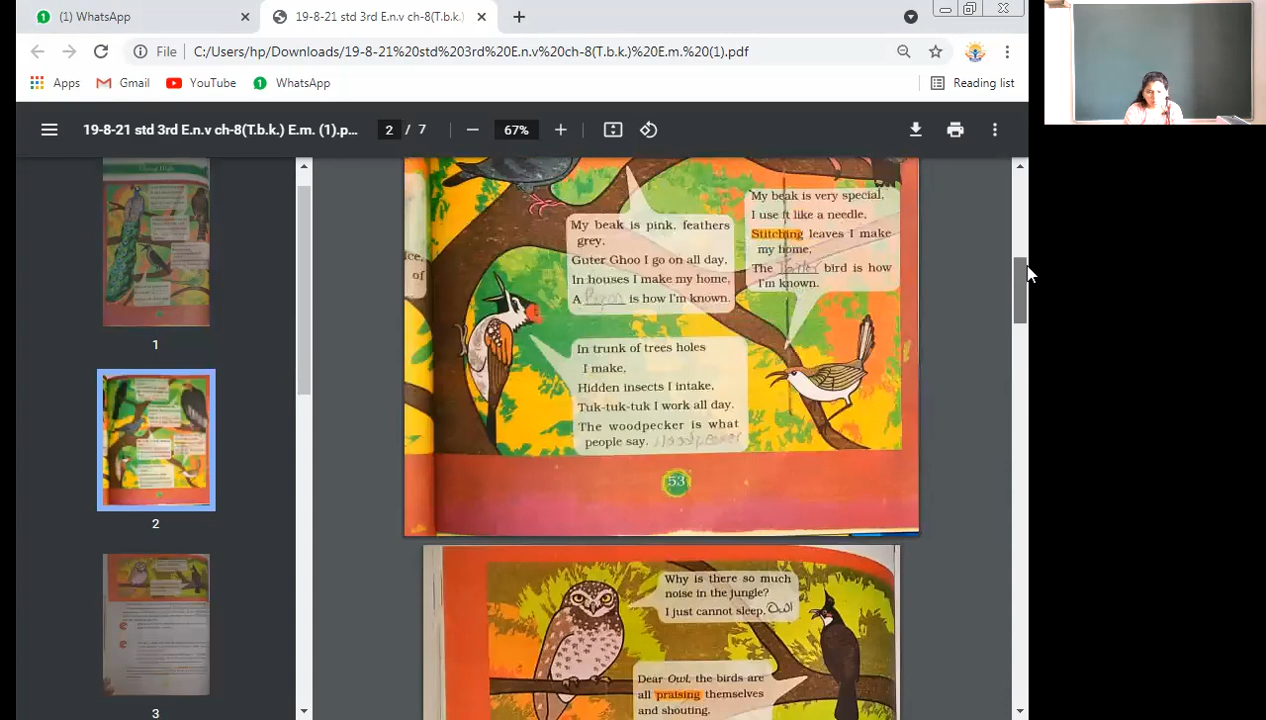 (1) WhatsApp
19-8-21 std 3rd E.n.v ch-8(T.b.k.)
File
C:/Users/hp/Downloads/19-8-21%20std%203rd%20E.n.v%20ch-8(T.b.k.)%20E.m.%20(1).pdf
Apps
Gmail
YouTube
WhatsApp
Reading list
19-8-21 std 3rd E.n.v ch-8(T.b.k.) E.m. (1).p...
2 / 7
67%
1
2
3
ice,
of
My beak is pink, feathers
grey,
Guter Ghoo I go on all day,
In houses I make my home,
A is how I'm known.
My beak is very special,
I use it like a needle,
Stitching leaves I make
my home,
The bird is how
I'm known.
In trunk of trees holes
I make,
Hidden insects I intake,
Tuk-tuk-tuk I work all day.
The woodpecker is what
people say. Woodpecker
53
Why is there so much
noise in the jungle?
I just cannot sleep, Owl
Dear Owl, the birds are
all praising themselves
and shouting.